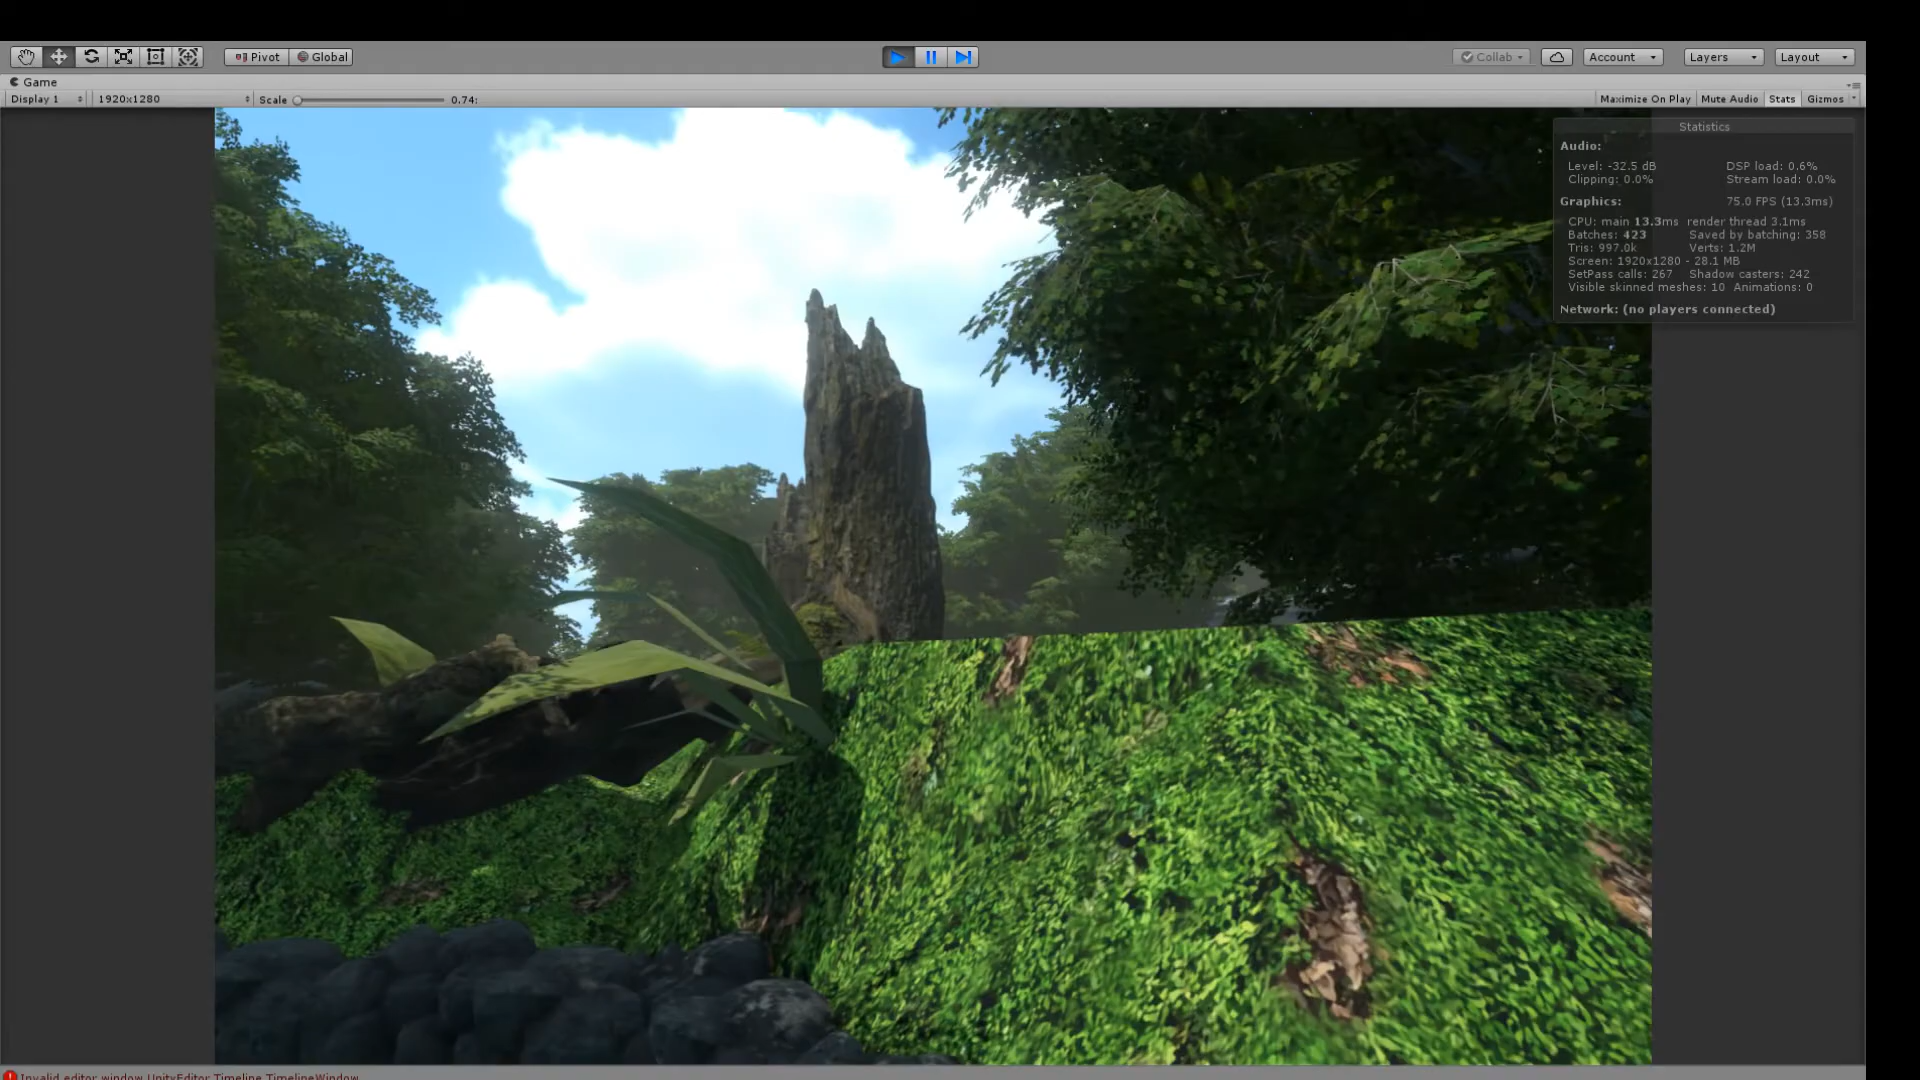 Pivot Global Collab Account Layers Layout
Game
Display 1 1920x1280 Scale 0.74: Maximize On Play Mute Audio Stats Gizmos
Statistics
Audio:
Level: -32.5 dB DSP load: 0.6%
Clipping: 0.0% Stream load: 0.0%
Graphics: 75.0 FPS (13.3ms)
CPU: main 13.3ms render thread 3.1ms
Batches: 423 Saved by batching: 358
Tris: 997.0k Verts: 1.2M
Screen: 1920x1280 - 28.1 MB
SetPass calls: 267 Shadow casters: 242
Visible skinned meshes: 10 Animations: 0
Network: (no players connected)
Invalid editor window UnityEditor.Timeline.TimelineWindow